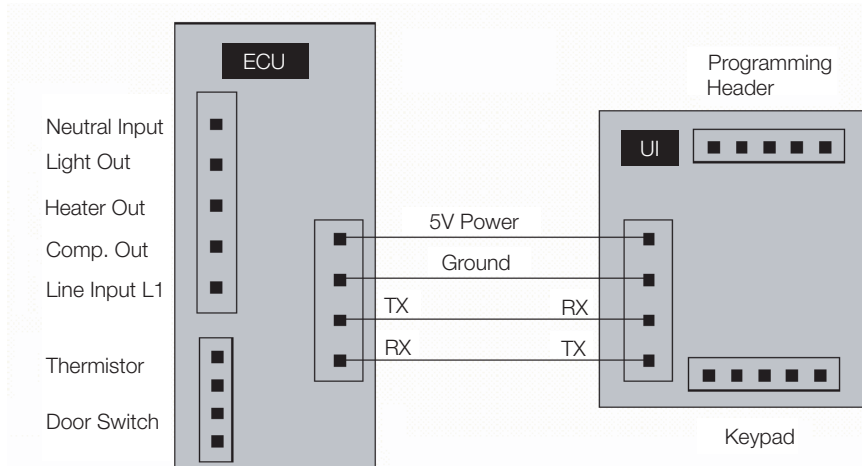 ECU
Neutral Input
Light Out
Heater Out
Comp. Out
Line Input L1
Thermistor
Door Switch
5V Power
Ground
TX
RX
RX
TX
Programming
Header
UI
Keypad